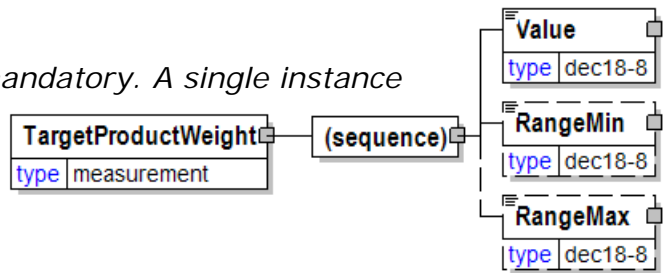 Value
type dec18-8
andatory. A single instance
RangeMin
type dec18-8
TargetProductWeight
type measurement
(sequence)
RangeMax
type dec18-8